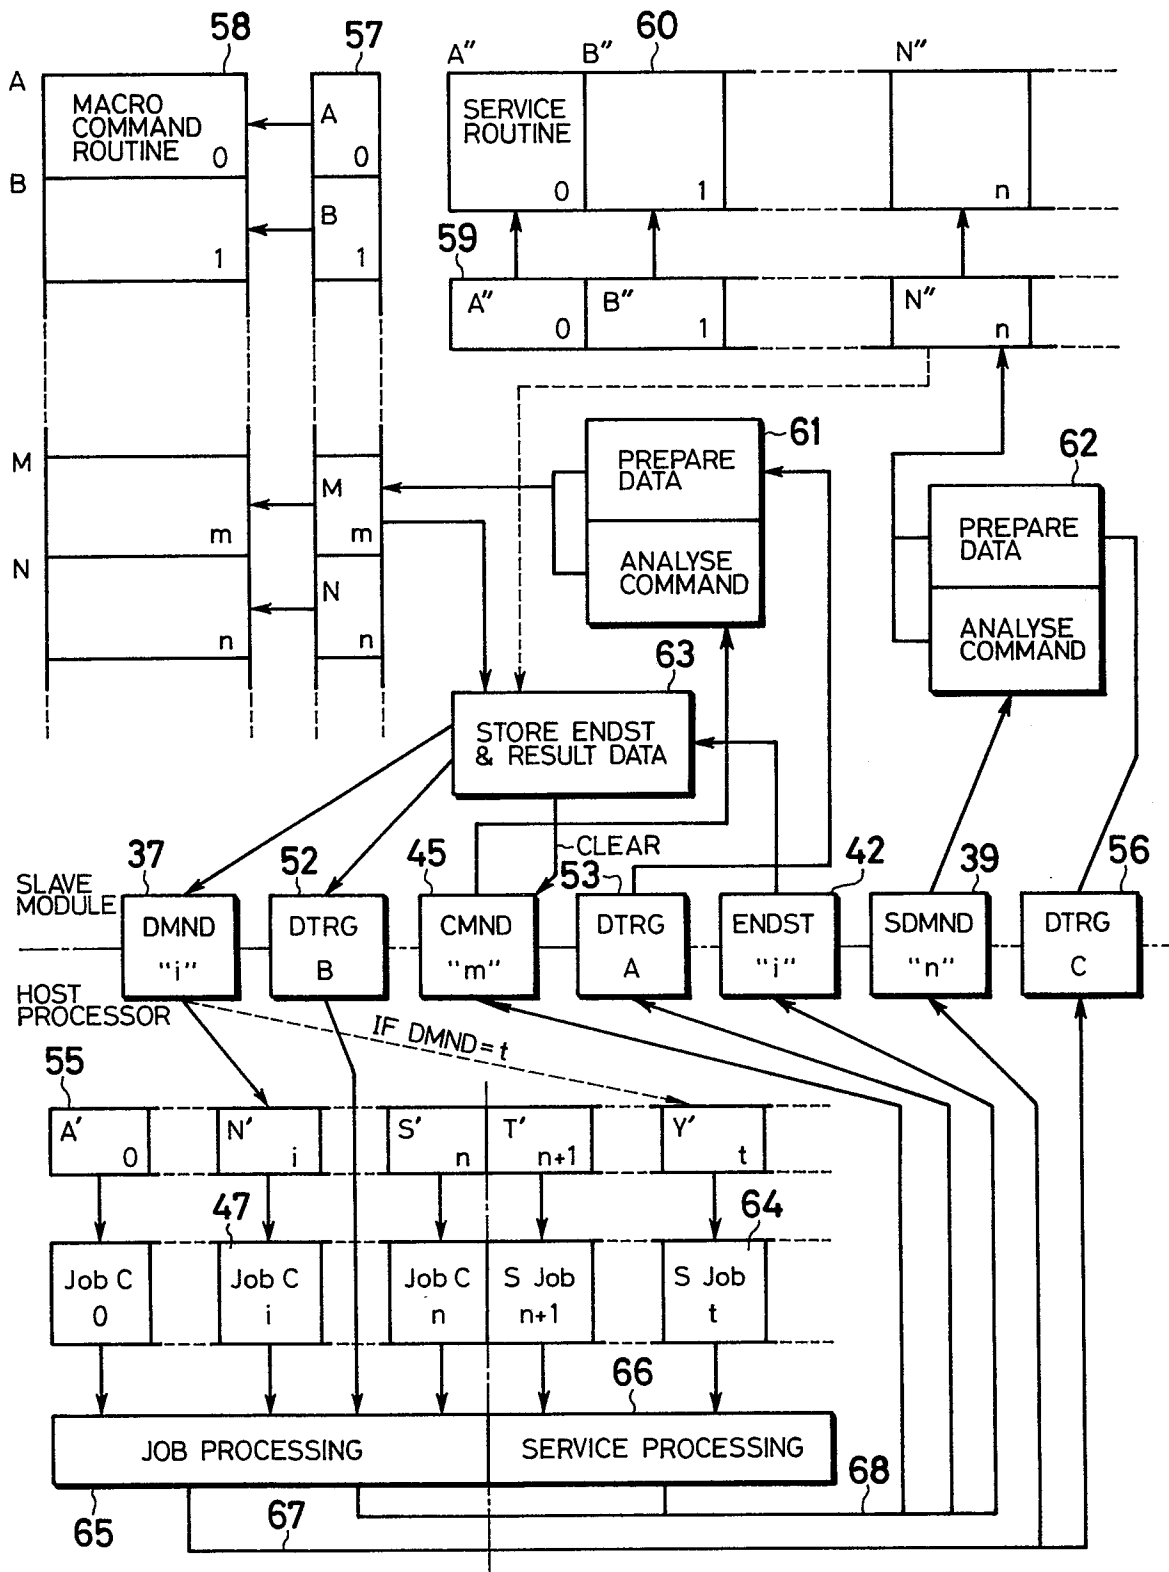 58
57
60
A
A"
B"
N"
MACRO
COMMAND
ROUTINE
0
A
0
SERVICE
ROUTINE
0
1
n
B
1
B
1
59
A"
0
B"
1
N"
n
61
62
M
m
M
m
PREPARE
DATA
ANALYSE
COMMAND
PREPARE
DATA
ANALYSE
COMMAND
N
n
N
n
63
STORE ENDST
& RESULT DATA
CLEAR
37
52
45
53
42
39
56
SLAVE
MODULE
DMND
"i"
DTRG
B
CMND
"m"
DTRG
A
ENDST
"i"
SDMND
"n"
DTRG
C
HOST
PROCESSOR
IF DMND=t
55
A'
0
N'
i
S'
n
T'
n+1
Y'
t
47
64
Job C
0
Job C
i
Job C
n
S Job
n+1
S Job
t
66
JOB PROCESSING
SERVICE PROCESSING
65
67
68